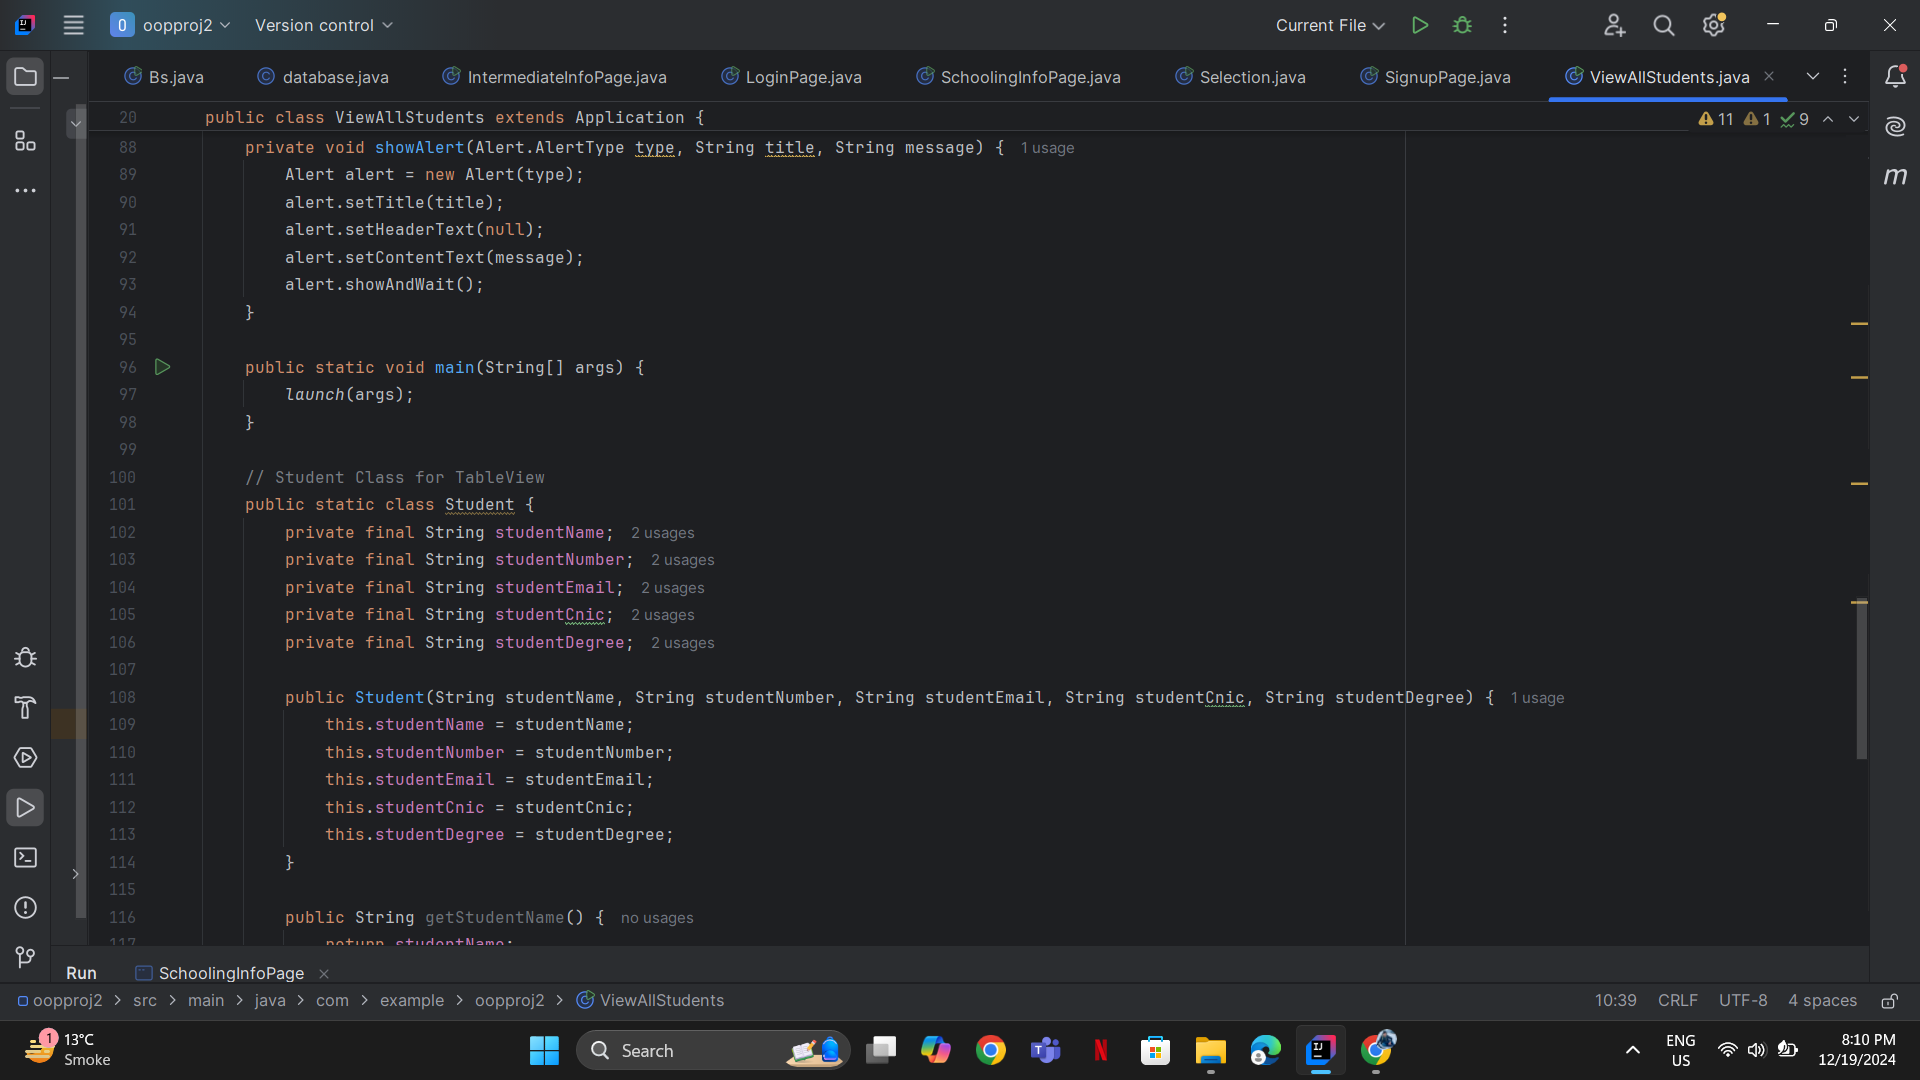 oopproj2 Version control Current File
Bs.java database.java IntermediateInfoPage.java LoginPage.java SchoolingInfoPage.java Selection.java SignupPage.java ViewAllStudents.java
20 public class ViewAllStudents extends Application { 11 1 9
88 private void showAlert(Alert.AlertType type, String title, String message) { 1 usage
89 Alert alert = new Alert(type);
90 alert.setTitle(title);
91 alert.setHeaderText(null);
92 alert.setContentText(message);
93 alert.showAndWait();
94 }
95
96 public static void main(String[] args) {
97 launch(args);
98 }
99
100 // Student Class for TableView
101 public static class Student {
102 private final String studentName; 2 usages
103 private final String studentNumber; 2 usages
104 private final String studentEmail; 2 usages
105 private final String studentCnic; 2 usages
106 private final String studentDegree; 2 usages
107
108 public Student(String studentName, String studentNumber, String studentEmail, String studentCnic, String studentDegree) { 1 usage
109 this.studentName = studentName;
110 this.studentNumber = studentNumber;
111 this.studentEmail = studentEmail;
112 this.studentCnic = studentCnic;
113 this.studentDegree = studentDegree;
114 }
115
116 public String getStudentName() { no usages
117 return studentName;
Run SchoolingInfoPage
oopproj2 > src > main > java > com > example > oopproj2 > ViewAllStudents 10:39 CRLF UTF-8 4 spaces
1 13°C
Smoke
Search
ENG
US
8:10 PM
12/19/2024